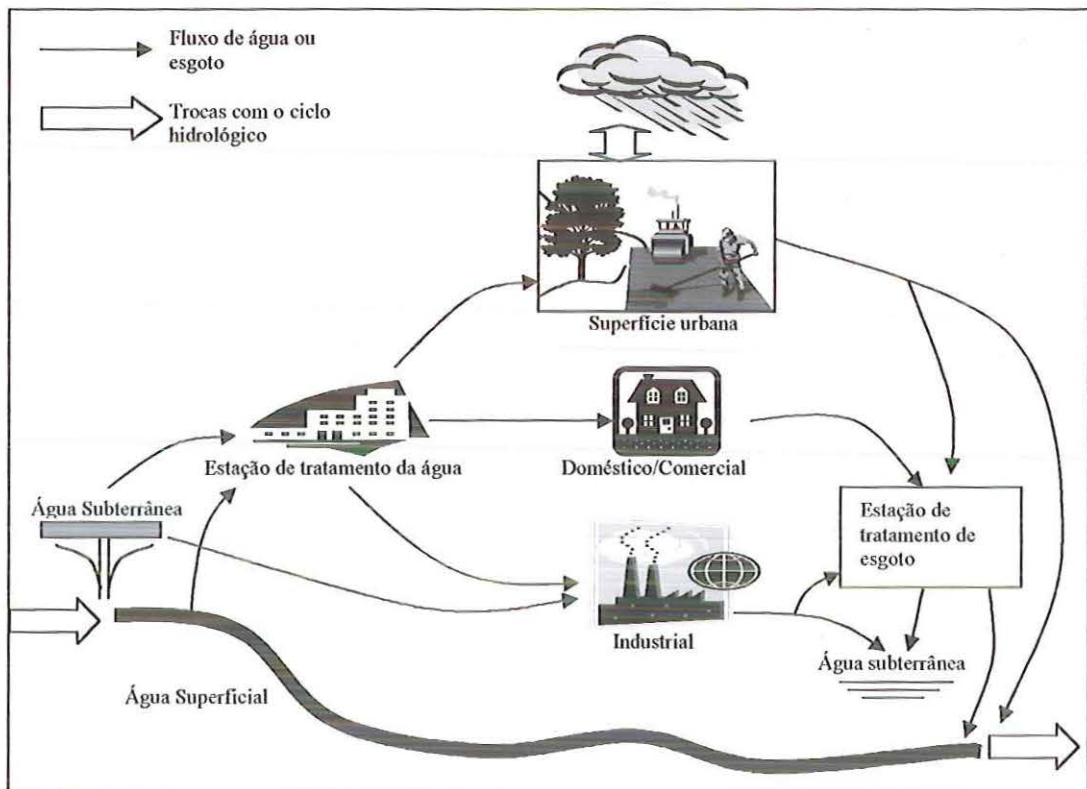 Fluxo de água ou
esgoto
Trocas com o ciclo
hidrológico
Superfície urbana
Estação de tratamento da água
Doméstico/Comercial
Água Subterrânea
Estação de
tratamento de
esgoto
Industrial
Água subterrânea
Água Superficial